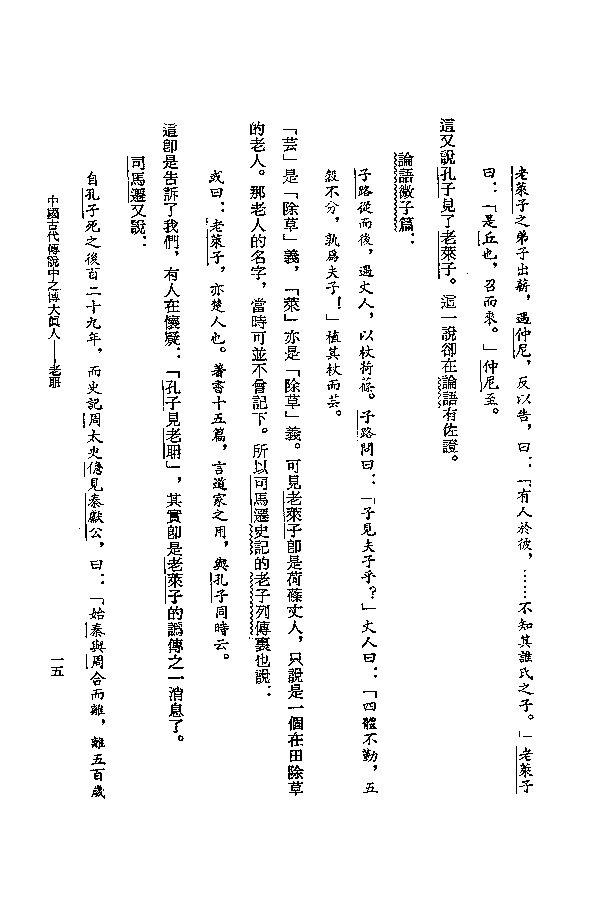 老萊子之弟子出薪，遇仲尼，反以告，曰：「有人於彼，……不知其誰氏之子。」老萊子
曰：「是丘也，召而來。」仲尼至。
這又說孔子見了老萊子。這一說卻在論語有佐證。
論語微子篇：
子路從而後，遇丈人，以杖荷蓧。子路問曰：「子見夫子乎？」丈人曰：「四體不勤，五
穀不分，孰爲夫子！」植其杖而芸。
「芸」是「除草」義，「萊」亦是「除草」義。可見老萊子卽是荷蓧丈人，只說是一個在田除草
的老人。那老人的名字，當時可並不曾記下。所以司馬遷史記的老子列傳裏也說：
或曰：老萊子，亦楚人也。著書十五篇，言道家之用，與孔子同時云。
這卽是告訴了我們，有人在懷疑：「孔子見老聃」，其實卽是老萊子的譌傳之一消息了。
司馬遷又說：
自孔子死之後百二十九年，而史記周太史儋見秦獻公，曰：「始秦與周合而離，離五百歲
中國古代傳說中之博大眞人——老聃
一五